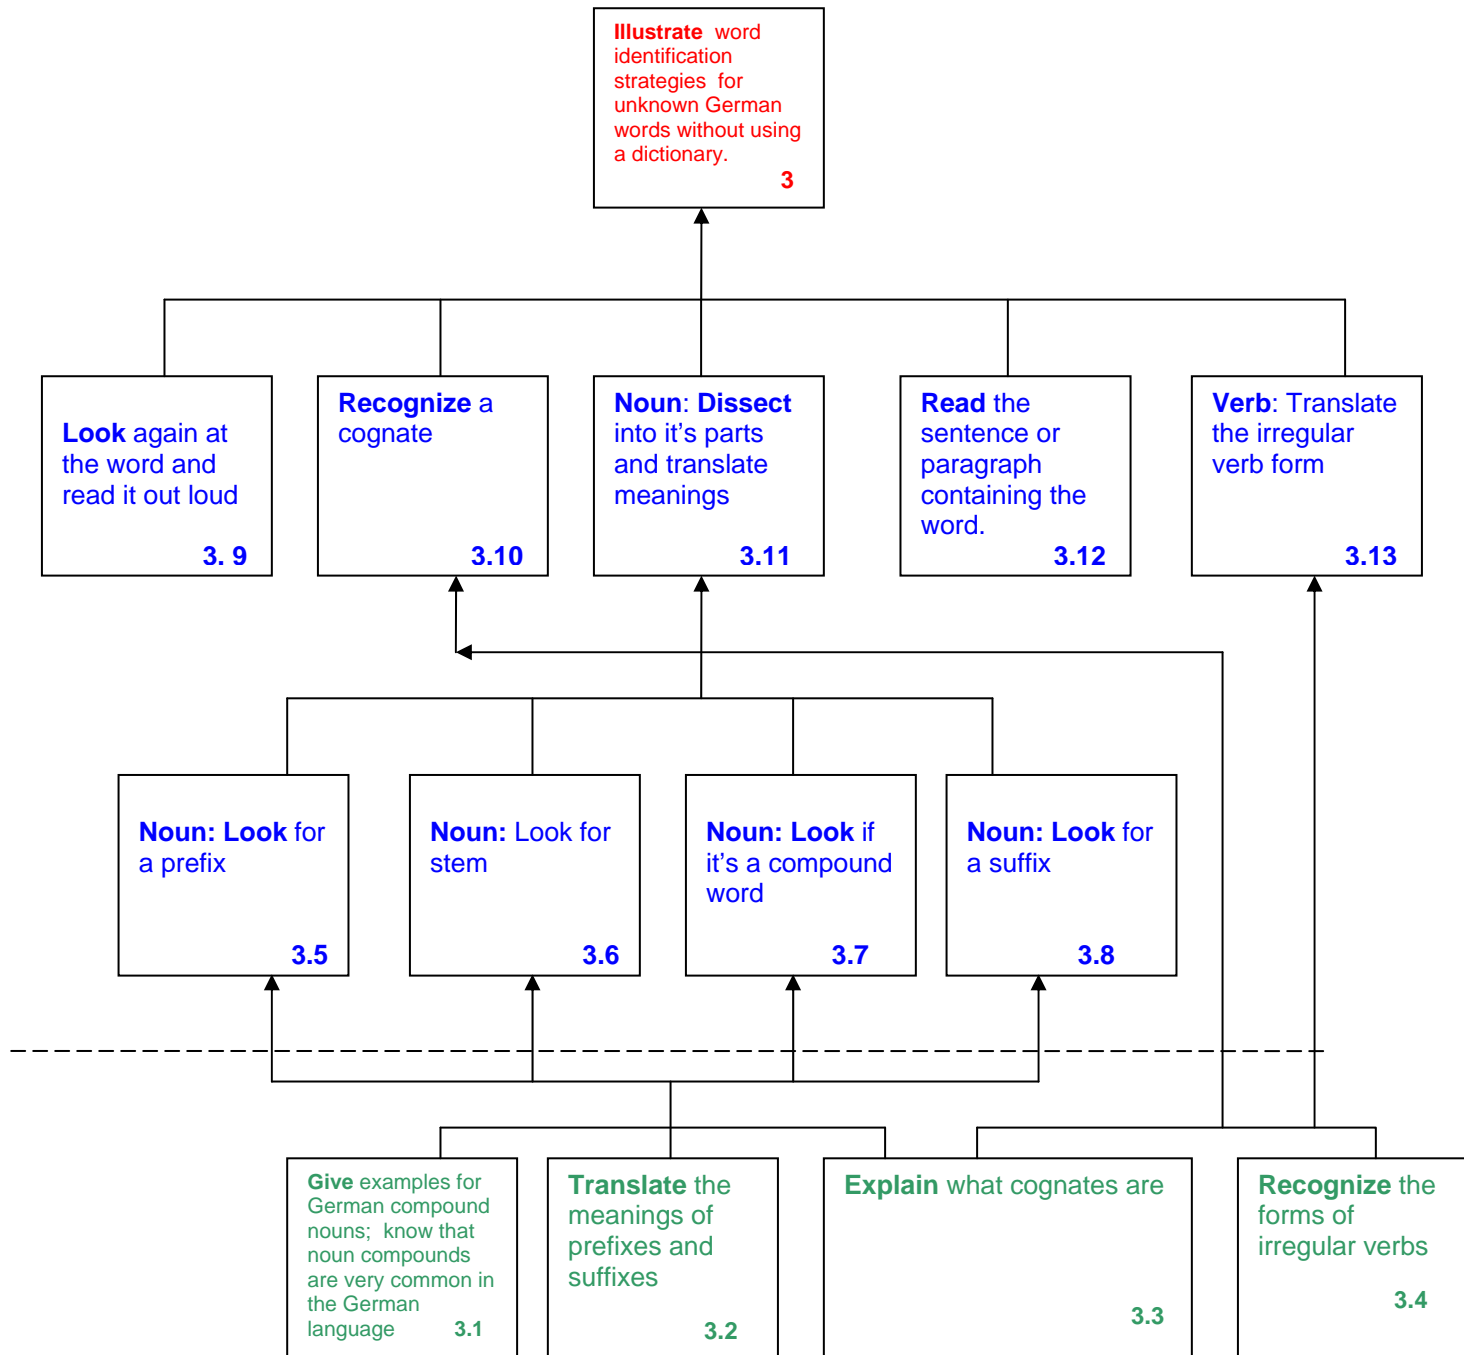 Illustrate word
identification
strategies for
unknown German
words without using
a dictionary.
3
Look again at
the word and
read it out loud
3. 9
Recognize a
cognate
3.10
Noun: Dissect
into it's parts
and translate
meanings
3.11
Read the
sentence or
paragraph
containing the
word.
3.12
Verb: Translate
the irregular
verb form
3.13
Noun: Look for
a prefix
3.5
Noun: Look for
stem
3.6
Noun: Look if
it's a compound
word
3.7
Noun: Look for
a suffix
3.8
Give examples for
German compound
nouns; know that
noun compounds
are very common in
the German
language 3.1
Translate the
meanings of
prefixes and
suffixes
3.2
Explain what cognates are
3.3
Recognize the
forms of
irregular verbs
3.4